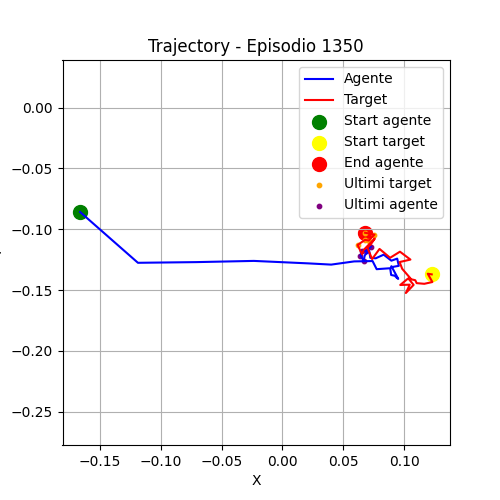 Trajectory - Episodio 1350
Agente
Target
Start agente
Start target
End agente
Ultimi target
Ultimi agente
0.00
−0.05
−0.10
−0.15
−0.20
−0.25
−0.15
−0.10
−0.05
0.00
0.05
0.10
X